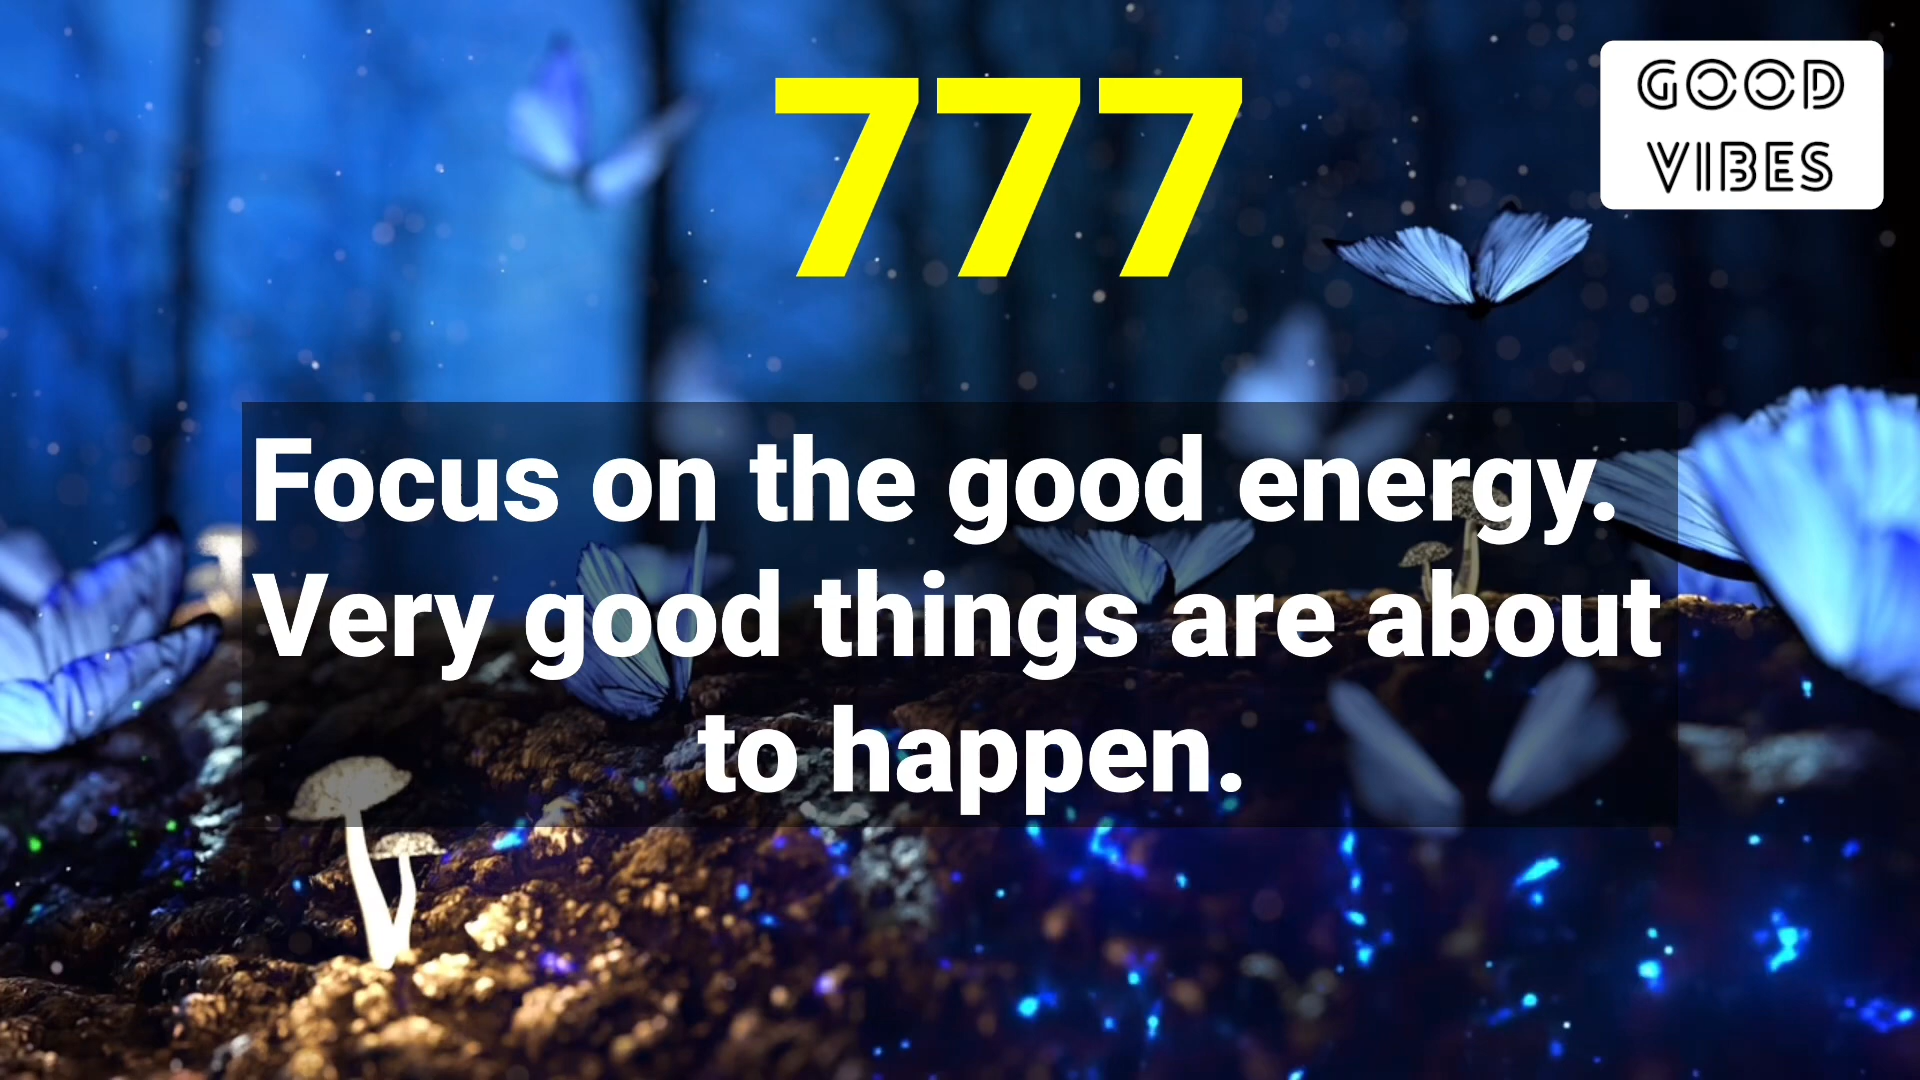 777
GOOD
VIBES
Focus on the good energy.
Very good things are about
to happen.